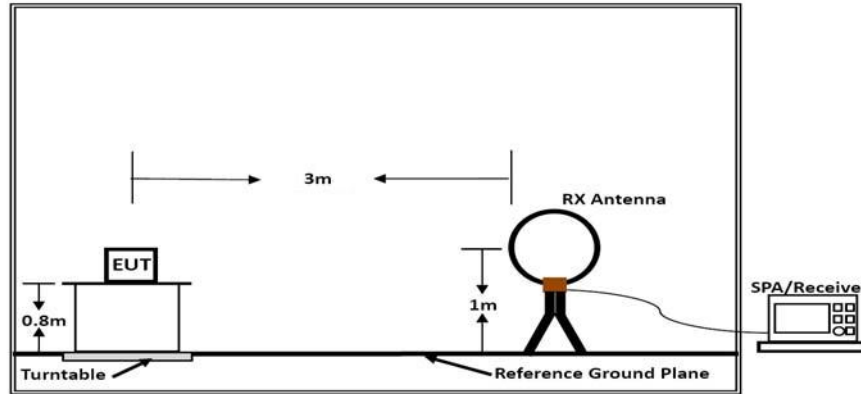 3m
RX Antenna
EUT
SPA/Receive
0.8m
1m
Turntable
Reference Ground Plane